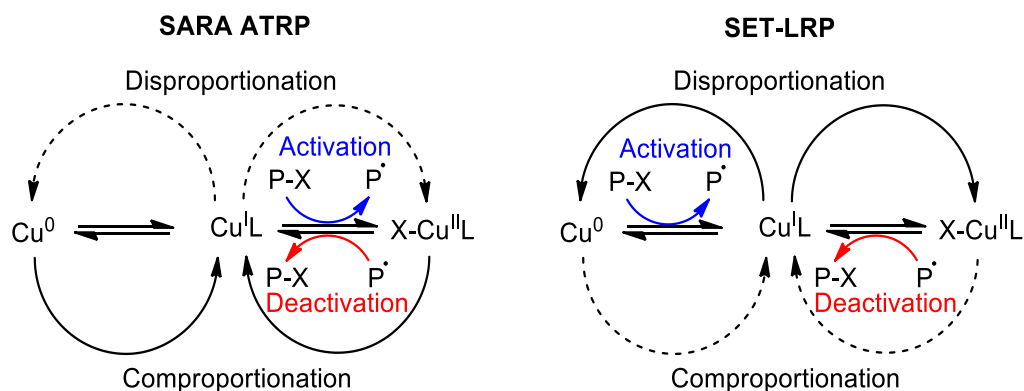 SARA ATRP
Disproportionation
Activation
P-X P•
Cu⁰ CuᴵL X-CuᴵᴵL
P-X P•
Deactivation
Comproportionation
SET-LRP
Disproportionation
Activation
P-X P•
Cu⁰ CuᴵL X-CuᴵᴵL
P-X P•
Deactivation
Comproportionation